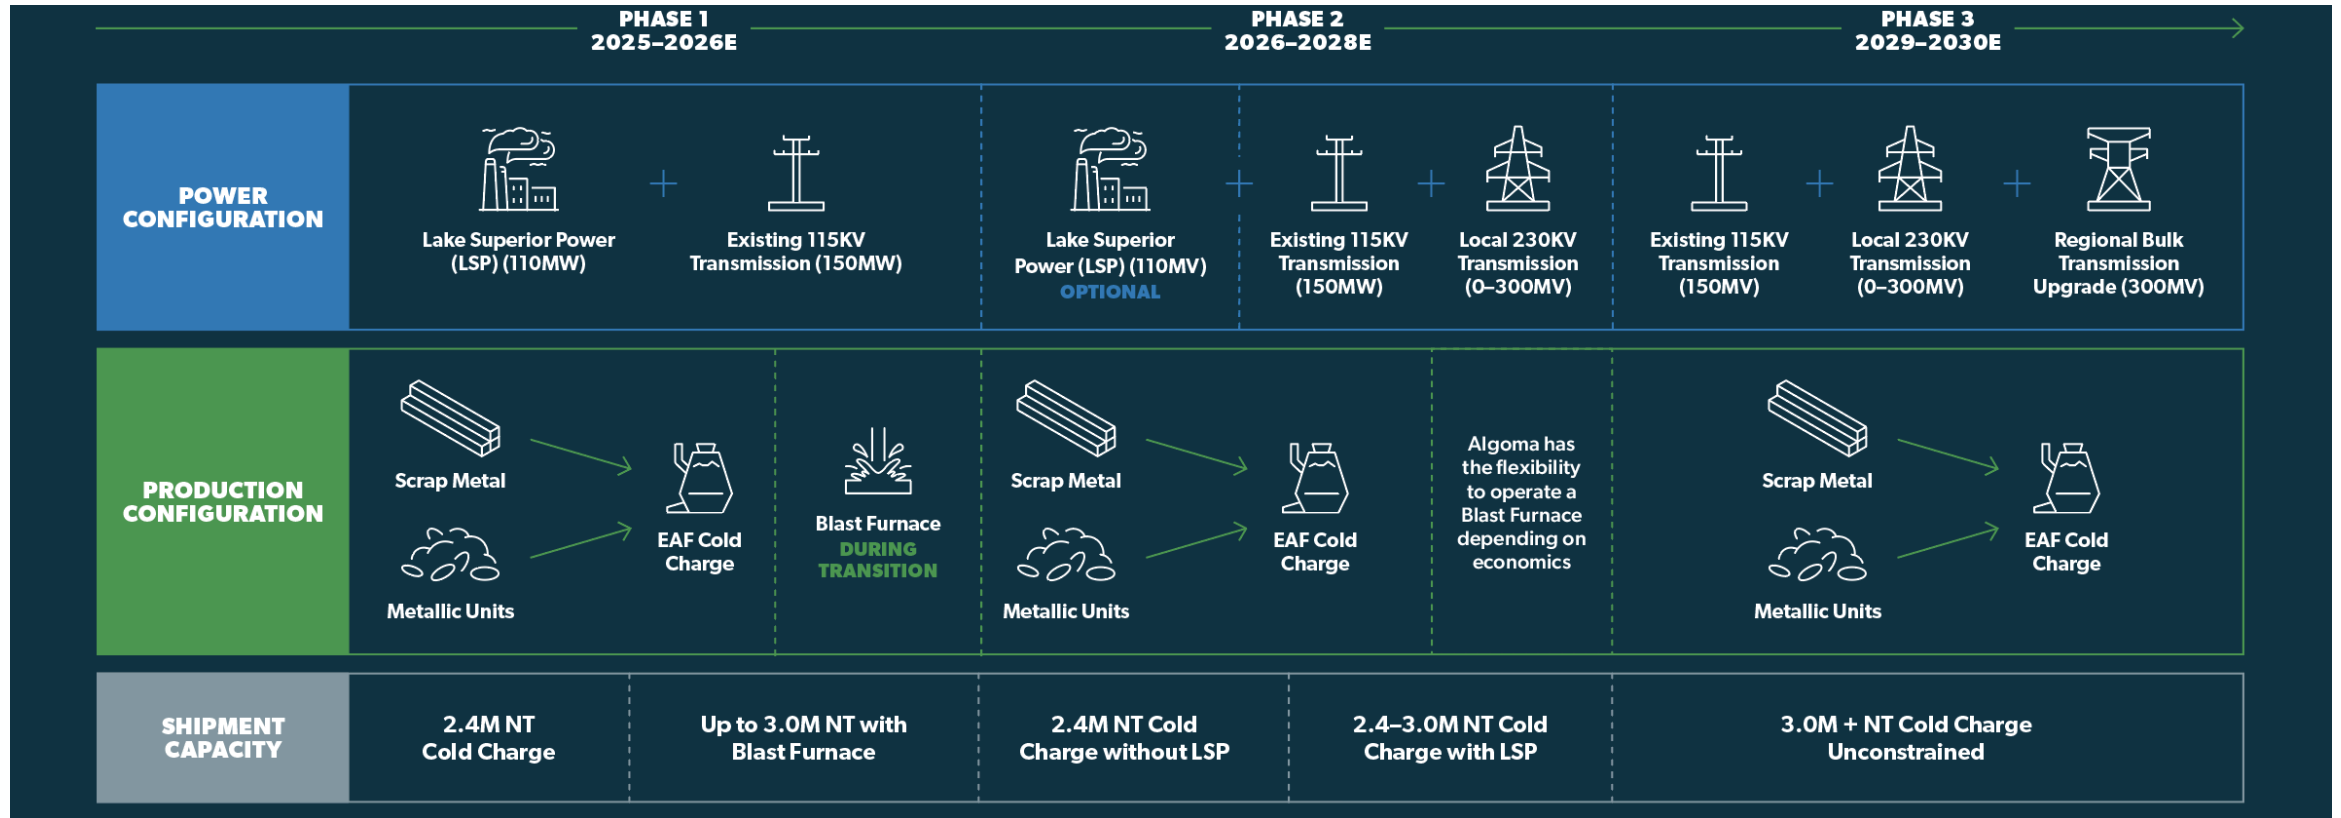 PHASE 1
2025–2026E
PHASE 2
2026–2028E
PHASE 3
2029–2030E
POWER
CONFIGURATION
Lake Superior Power
(LSP) (110MW)
Existing 115KV
Transmission (150MW)
Lake Superior
Power (LSP) (110MV)
OPTIONAL
Existing 115KV
Transmission
(150MW)
Local 230KV
Transmission
(0–300MV)
Existing 115KV
Transmission
(150MV)
Local 230KV
Transmission
(0–300MV)
Regional Bulk
Transmission
Upgrade (300MV)
PRODUCTION
CONFIGURATION
Scrap Metal
Metallic Units
EAF Cold
Charge
Blast Furnace
DURING
TRANSITION
Scrap Metal
Metallic Units
EAF Cold
Charge
Algoma has
the flexibility
to operate a
Blast Furnace
depending on
economics
Scrap Metal
Metallic Units
EAF Cold
Charge
SHIPMENT
CAPACITY
2.4M NT
Cold Charge
Up to 3.0M NT with
Blast Furnace
2.4M NT Cold
Charge without LSP
2.4–3.0M NT Cold
Charge with LSP
3.0M + NT Cold Charge
Unconstrained